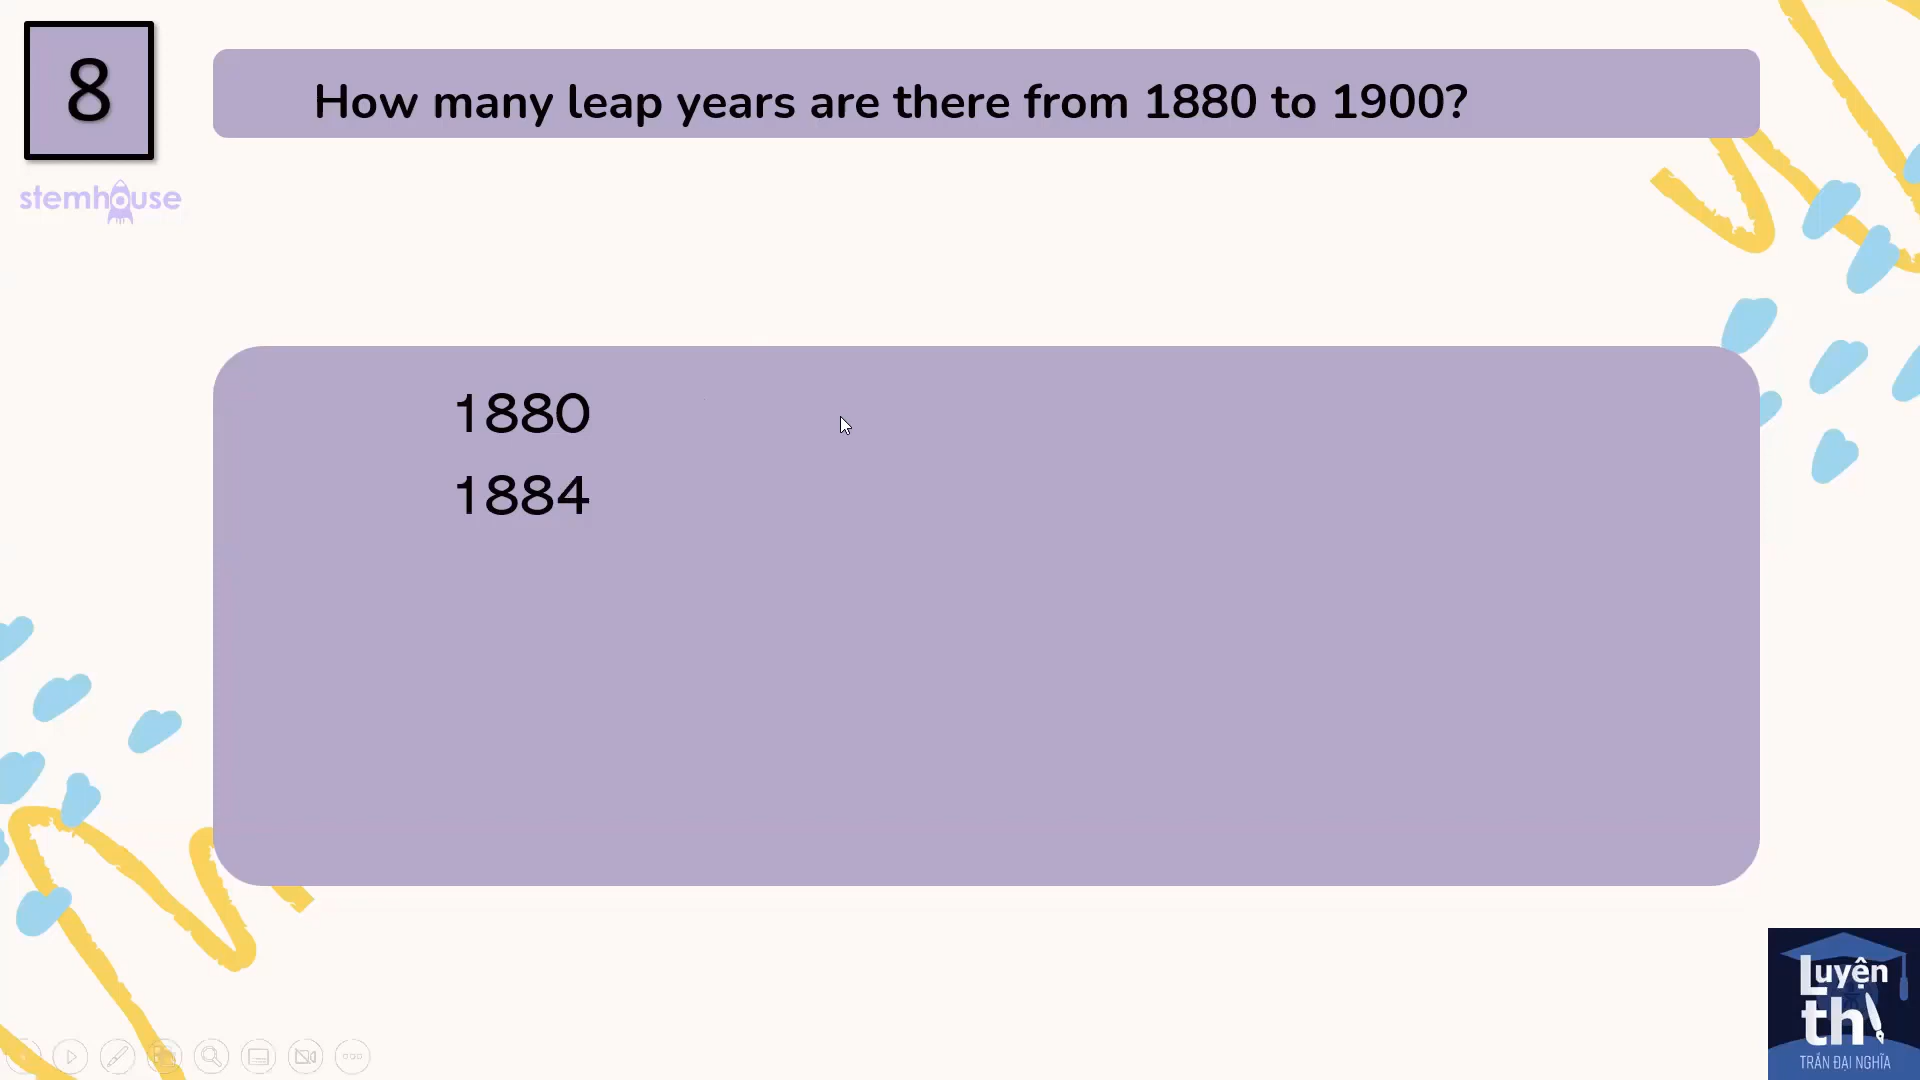 8
How many leap years are there from 1880 to 1900?
stemhouse
1880
1884
Luyện
thi
TRẦN ĐẠI NGHĨA